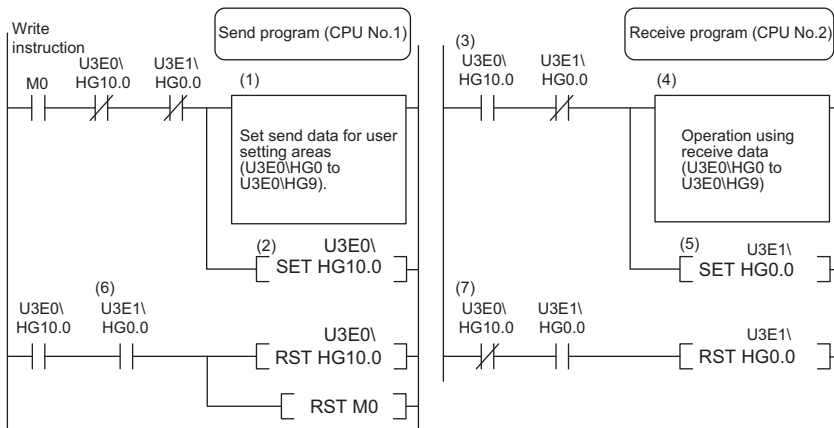 Write
instruction
Send program (CPU No.1)
M0
U3E0\
HG10.0
U3E1\
HG0.0
(1)
Set send data for user
setting areas
(U3E0\HG0 to
U3E0\HG9).
(2)
U3E0\
SET HG10.0
U3E0\
HG10.0
(6)
U3E1\
HG0.0
U3E0\
RST HG10.0
RST M0
Receive program (CPU No.2)
(3)
U3E0\
HG10.0
U3E1\
HG0.0
(4)
Operation using
receive data
(U3E0\HG0 to
U3E0\HG9)
(5)
U3E1\
SET HG0.0
(7)
U3E0\
HG10.0
U3E1\
HG0.0
U3E1\
RST HG0.0